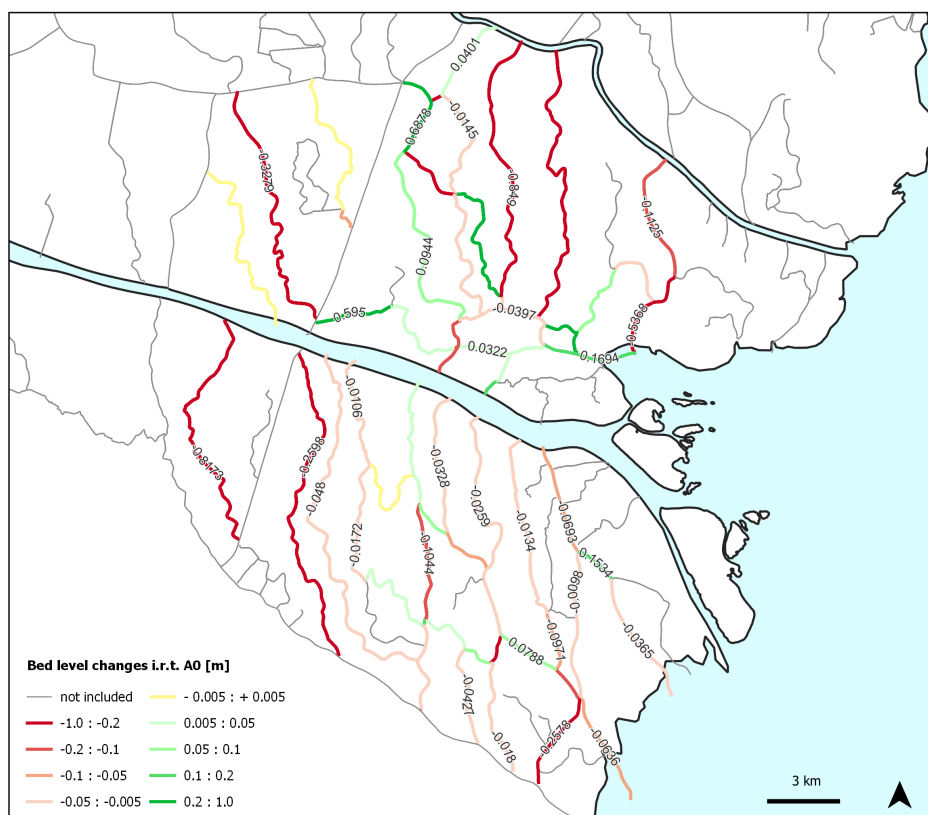 0.0401
0.6878
-0.0145
-0.3279
-0.849
-0.1125
0.0944
0.595
-0.0397
-0.5368
0.0322
0.1694
-0.0106
-0.8173
-0.2598
-0.048
-0.0328
-0.0259
-0.0172
-0.1044
-0.0134
-0.0693
0.1534
-0.0098
-0.0971
-0.0365
0.0788
-0.0427
-0.018
-0.2578
-0.0636
Bed level changes i.r.t. A0 [m]
not included
-1.0 : -0.2
-0.2 : -0.1
-0.1 : -0.05
-0.05 : -0.005
- 0.005 : + 0.005
0.005 : 0.05
0.05 : 0.1
0.1 : 0.2
0.2 : 1.0
3 km